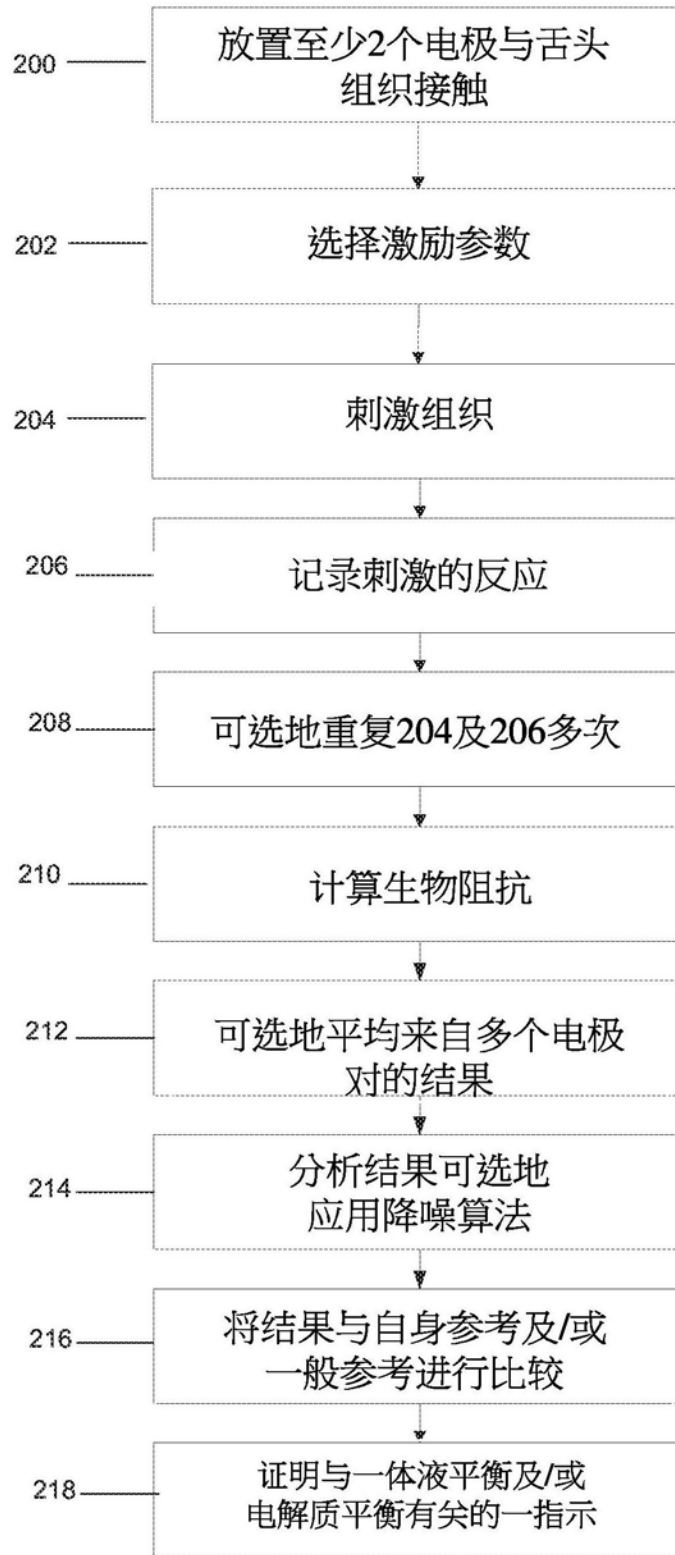 200
放置至少2个电极与舌头
组织接触
202
选择激励参数
204
刺激组织
206
记录刺激的反应
208
可选地重复204及206多次
210
计算生物阻抗
212
可选地平均来自多个电极
对的结果
214
分析结果可选地
应用降噪算法
216
将结果与自身参考及/或
一般参考进行比较
218
证明与一体液平衡及/或
电解质平衡有关的一指示